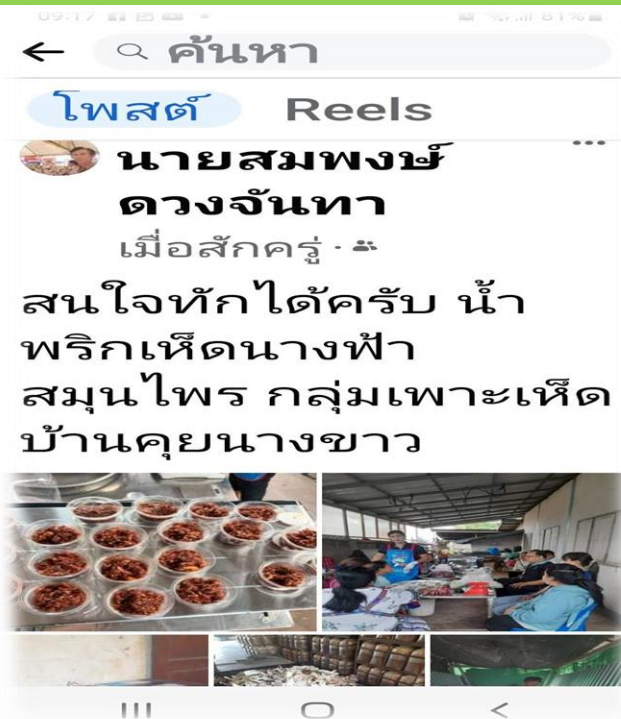 09:17
81%
ค้นหา
โพสต์ Reels
นายสมพงษ์
ดวงจันทา
เมื่อสักครู่ ·
สนใจทักได้ครับ น้ำ
พริกเห็ดนางฟ้า
สมุนไพร กลุ่มเพาะเห็ด
บ้านคุยนางขาว